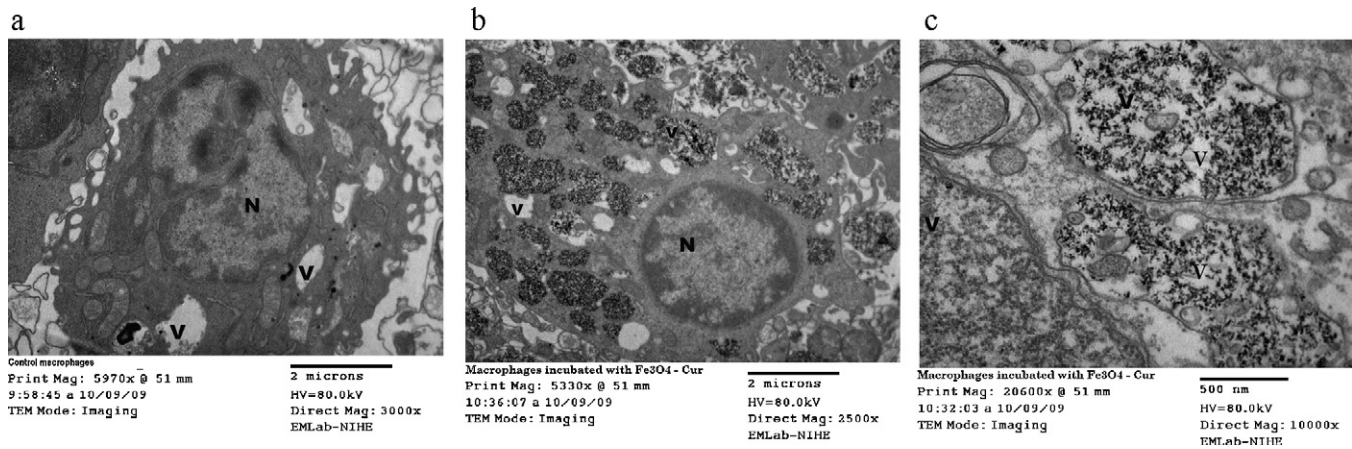 a
N
V
V
Control macrophages
Print Mag: 5970x @ 51 mm
9:58:45 a 10/09/09
TEM Mode: Imaging
2 microns
HV=80.0kV
Direct Mag: 3000x
EMLab-NIHE
b
v
v
N
Macrophages incubated with Fe3O4 - Cur
Print Mag: 5330x @ 51 mm
10:36:07 a 10/09/09
TEM Mode: Imaging
2 microns
HV=80.0kV
Direct Mag: 2500x
EMLab-NIHE
c
V
V
V
V
Macrophages incubated with Fe3O4 - Cur
Print Mag: 20600x @ 51 mm
10:32:03 a 10/09/09
TEM Mode: Imaging
500 nm
HV=80.0kV
Direct Mag: 10000x
EMLab-NIHE